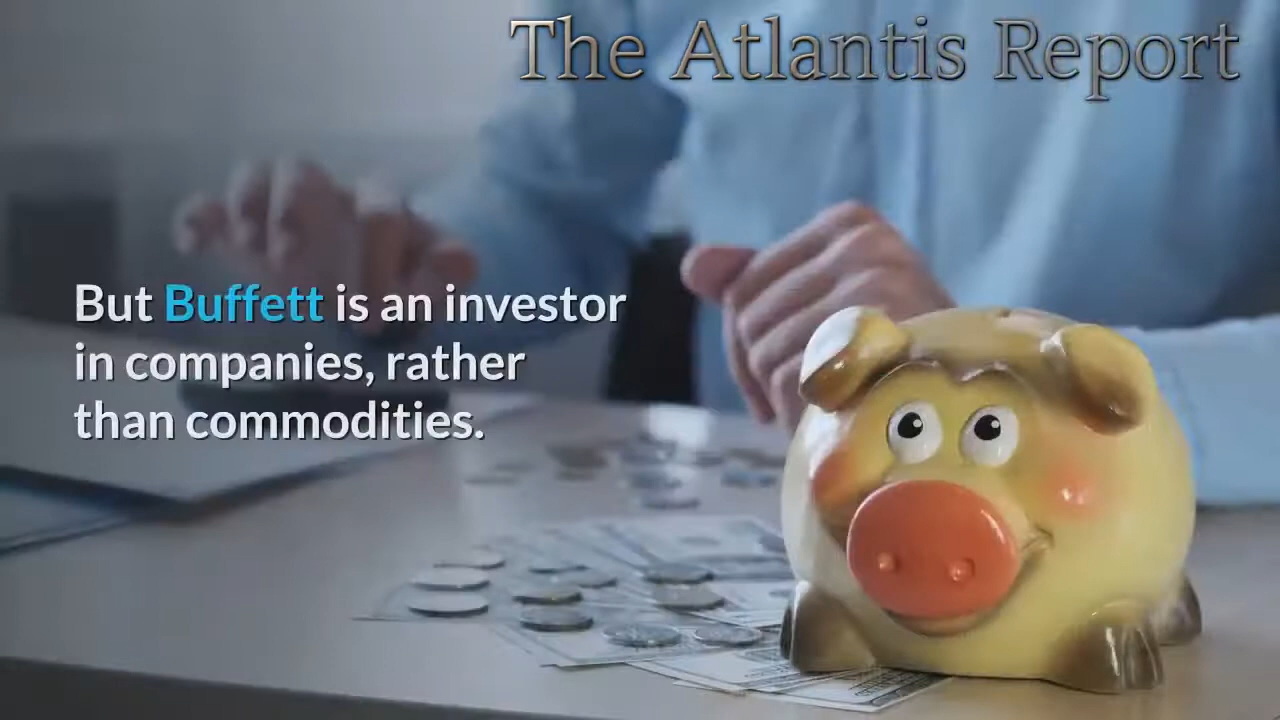 The Atlantis Report
But Buffett is an investor
in companies, rather
than commodities.